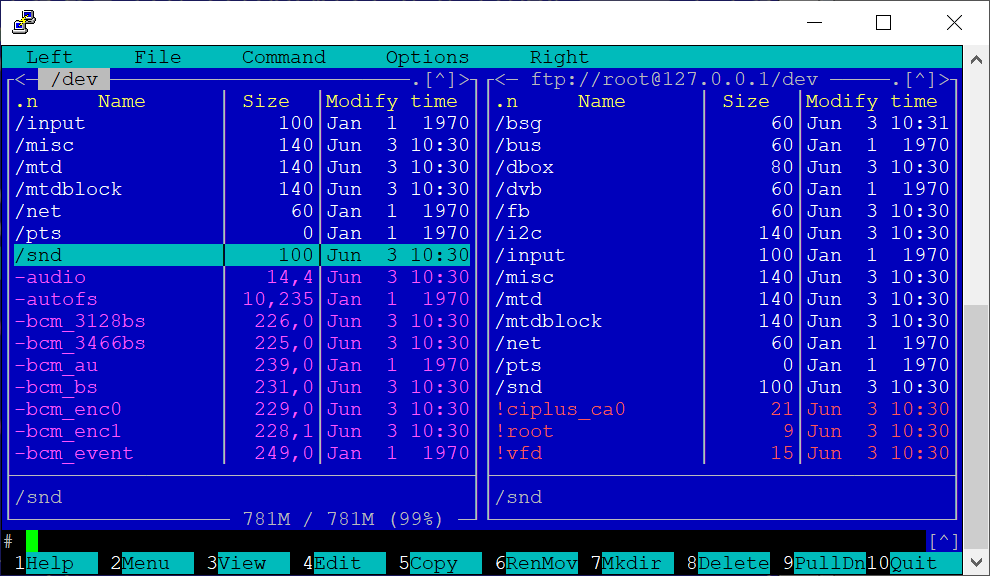 Left File Command Options Right
<─ /dev .[^]> <─ ftp://root@127.0.0.1/dev .[^]>
.n Name Size Modify time .n Name Size Modify time
/input 100 Jan 1 1970 /bsg 60 Jun 3 10:31
/misc 140 Jun 3 10:30 /bus 60 Jan 1 1970
/mtd 140 Jun 3 10:30 /dbox 80 Jun 3 10:30
/mtdblock 140 Jun 3 10:30 /dvb 60 Jan 1 1970
/net 60 Jan 1 1970 /fb 60 Jun 3 10:30
/pts 0 Jan 1 1970 /i2c 140 Jun 3 10:30
/snd 100 Jun 3 10:30 /input 100 Jan 1 1970
-audio 14,4 Jun 3 10:30 /misc 140 Jun 3 10:30
-autofs 10,235 Jan 1 1970 /mtd 140 Jun 3 10:30
-bcm_3128bs 226,0 Jun 3 10:30 /mtdblock 140 Jun 3 10:30
-bcm_3466bs 225,0 Jun 3 10:30 /net 60 Jan 1 1970
-bcm_au 239,0 Jan 1 1970 /pts 0 Jan 1 1970
-bcm_bs 231,0 Jun 3 10:30 /snd 100 Jun 3 10:30
-bcm_enc0 229,0 Jun 3 10:30 !ciplus_ca0 21 Jun 3 10:30
-bcm_enc1 228,1 Jun 3 10:30 !root 9 Jun 3 10:30
-bcm_event 249,0 Jan 1 1970 !vfd 15 Jun 3 10:30
/snd /snd
781M / 781M (99%)
# [^]
1Help 2Menu 3View 4Edit 5Copy 6RenMov 7Mkdir 8Delete 9PullDn 10Quit